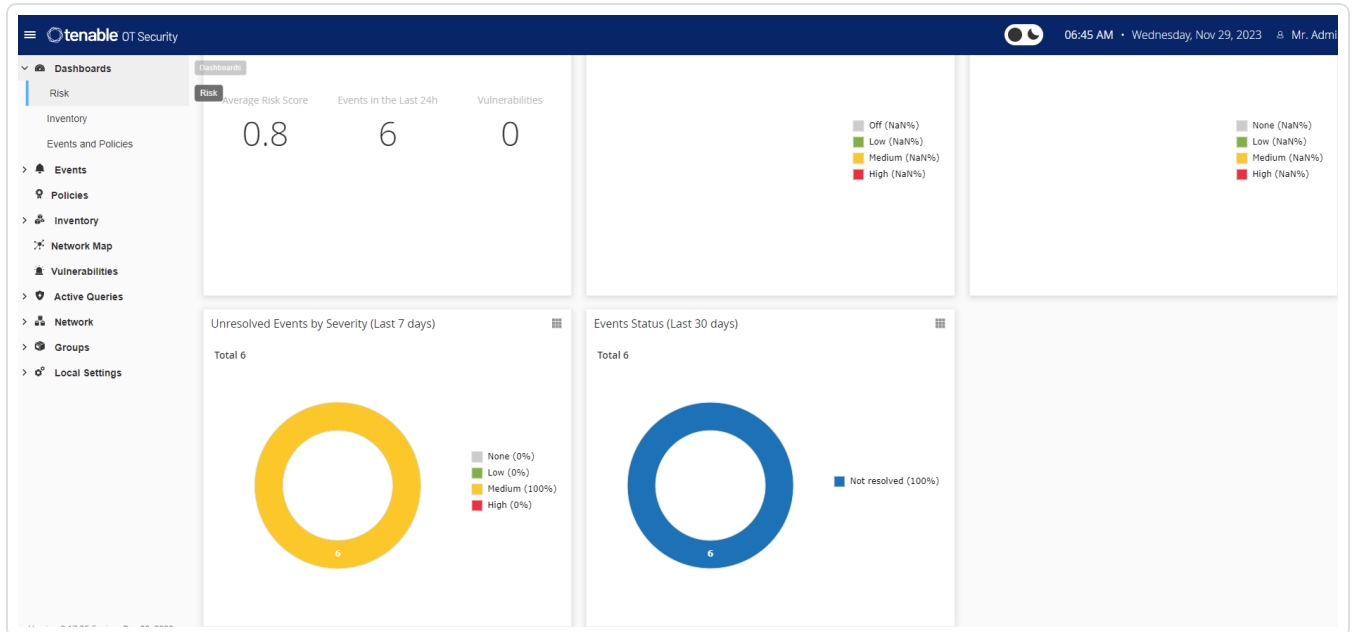 tenable OT Security
06:45 AM • Wednesday, Nov 29, 2023 Mr. Admi
Dashboards
Risk
Inventory
Events and Policies
Events
Policies
Inventory
Network Map
Vulnerabilities
Active Queries
Network
Groups
Local Settings
Dashboards
Risk
Average Risk Score Events in the Last 24h Vulnerabilities
0.8 6 0
Off (NaN%)
Low (NaN%)
Medium (NaN%)
High (NaN%)
None (NaN%)
Low (NaN%)
Medium (NaN%)
High (NaN%)
Unresolved Events by Severity (Last 7 days)
Total 6
6
None (0%)
Low (0%)
Medium (100%)
High (0%)
Events Status (Last 30 days)
Total 6
6
Not resolved (100%)